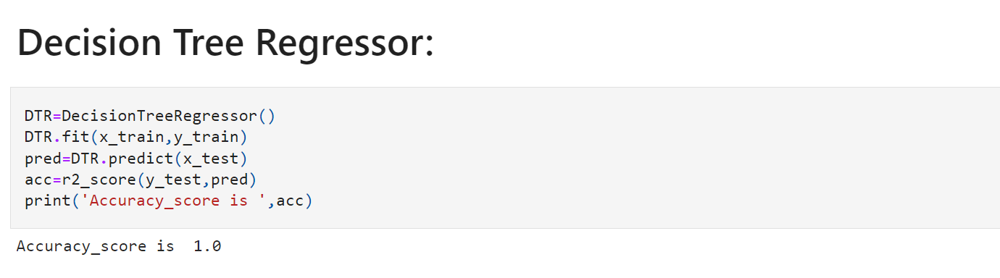 Decision Tree Regressor:
DTR=DecisionTreeRegressor()
DTR.fit(x_train,y_train)
pred=DTR.predict(x_test)
acc=r2_score(y_test,pred)
print('Accuracy_score is ',acc)
Accuracy_score is  1.0